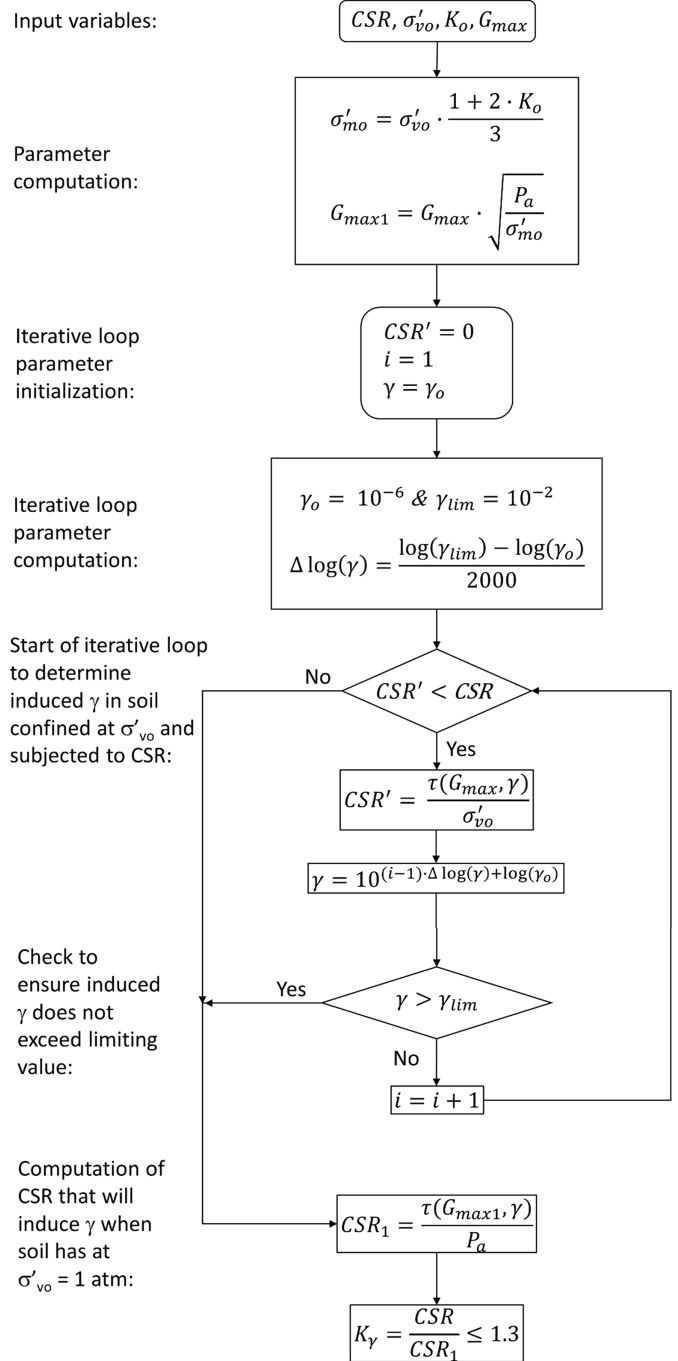 Input variables:
CSR, σ′vo, Ko, Gmax
Parameter
computation:
σ′mo = σ′vo · (1 + 2 · Ko) / 3
Gmax1 = Gmax · √(Pa / σ′mo)
Iterative loop
parameter
initialization:
CSR′ = 0
i = 1
γ = γo
Iterative loop
parameter
computation:
γo = 10^−6 & γlim = 10^−2
Δ log(γ) = (log(γlim) − log(γo)) / 2000
Start of iterative loop
to determine
induced γ in soil
confined at σ′vo and
subjected to CSR:
No
CSR′ < CSR
Yes
CSR′ = τ(Gmax, γ) / σ′vo
γ = 10^((i−1)·Δ log(γ)+log(γo))
Check to
ensure induced
γ does not
exceed limiting
value:
Yes
γ > γlim
No
i = i + 1
Computation of
CSR that will
induce γ when
soil has at
σ′vo = 1 atm:
CSR1 = τ(Gmax1, γ) / Pa
Kγ = CSR / CSR1 ≤ 1.3